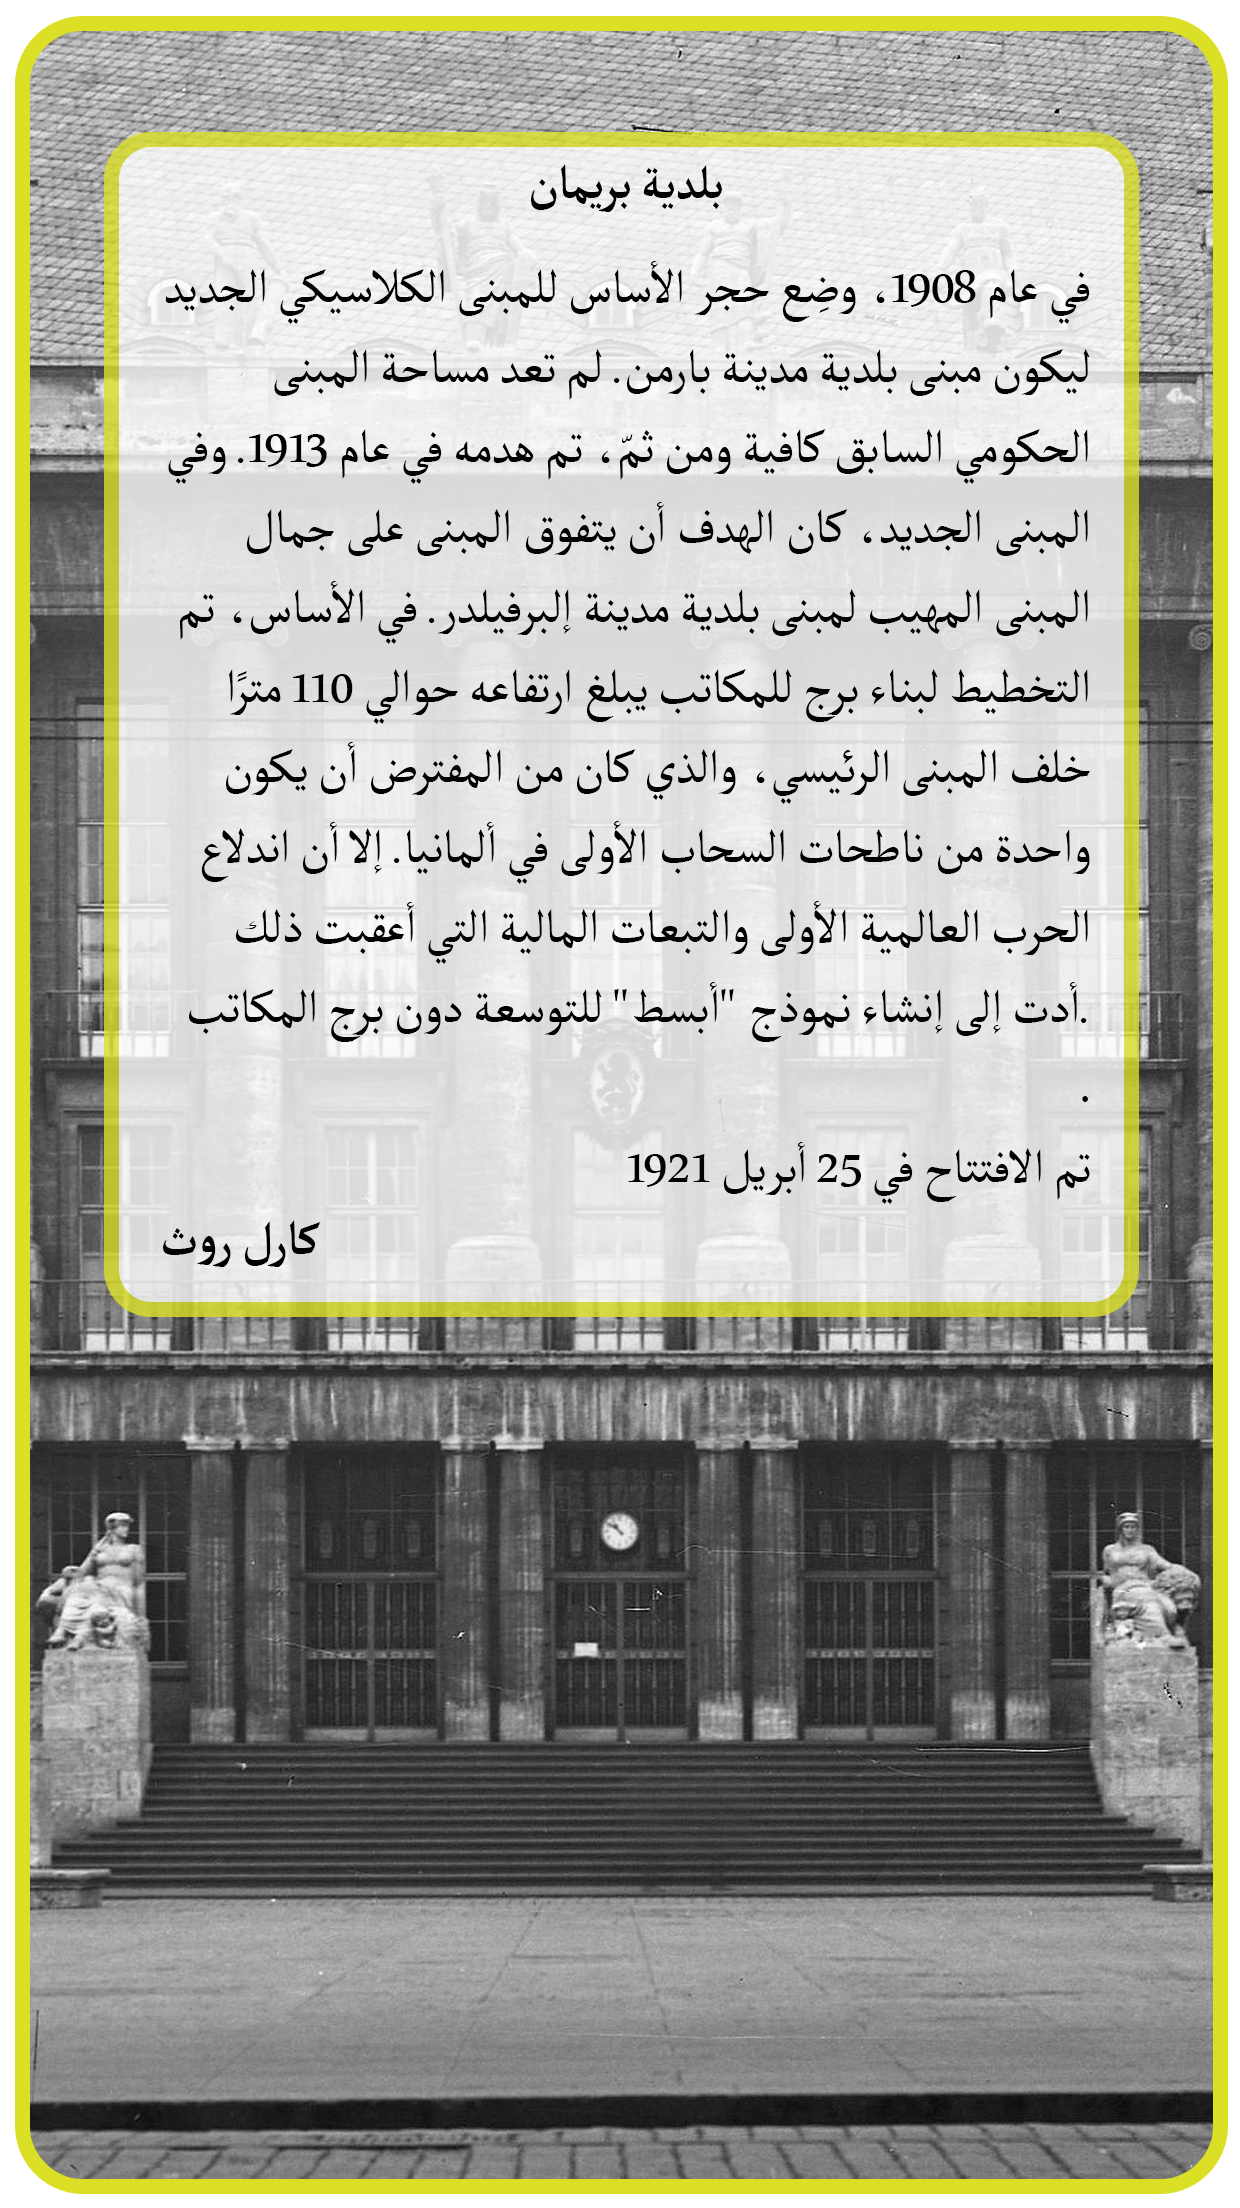 بلدية بريمان
في عام 1908، وضِع حجر الأساس للمبنى الكلاسيكي الجديد
ليكون مبنى بلدية مدينة بارمن. لم تعد مساحة المبنى
الحكومي السابق كافية ومن ثمّ، تم هدمه في عام 1913. وفي
المبنى الجديد، كان الهدف أن يتفوق المبنى على جمال
المبنى المهيب لمبنى بلدية مدينة إلبرفيلدر. في الأساس، تم
التخطيط لبناء برج للمكاتب يبلغ ارتفاعه حوالي 110 مترًا
خلف المبنى الرئيسي، والذي كان من المفترض أن يكون
واحدة من ناطحات السحاب الأولى في ألمانيا. إلا أن اندلاع
الحرب العالمية الأولى والتبعات المالية التي أعقبت ذلك
.أدت إلى إنشاء نموذج "أبسط" للتوسعة دون برج المكاتب
.
تم الافتتاح في 25 أبريل 1921
كارل روث